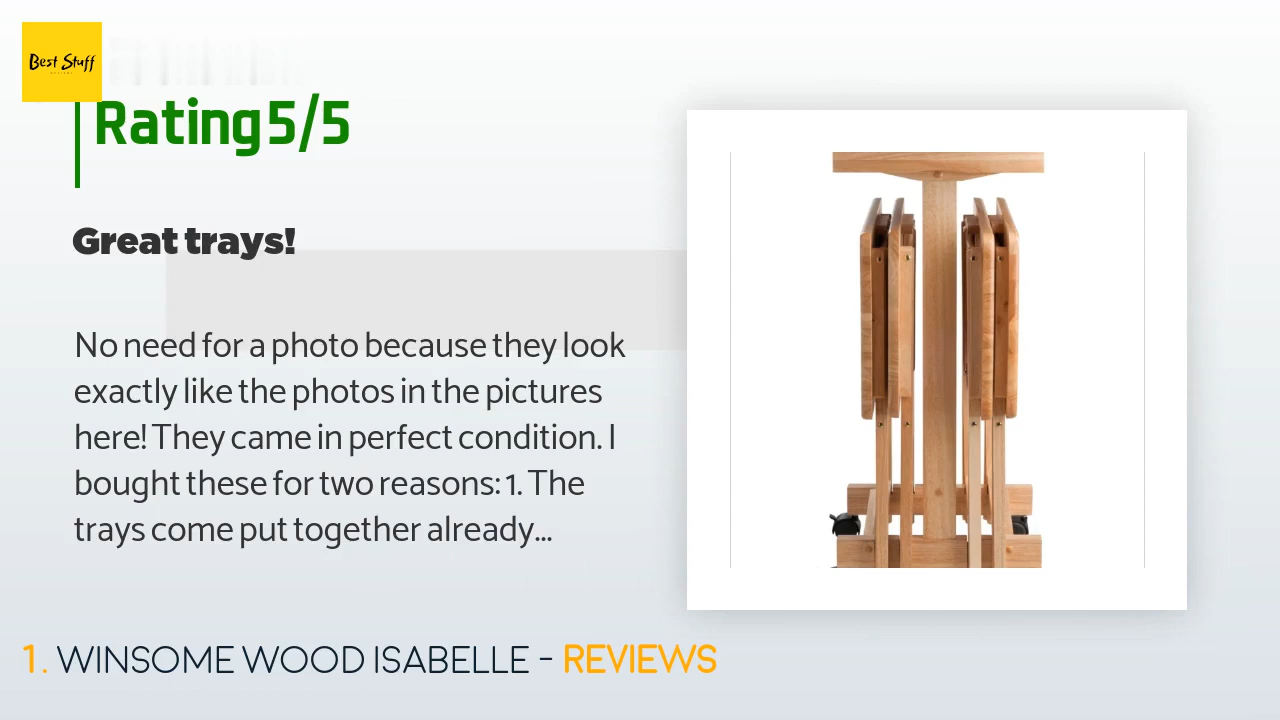 Best Stuff
Rating 5/5
Great trays!
No need for a photo because they look
exactly like the photos in the pictures
here! They came in perfect condition. I
bought these for two reasons: 1. The
trays come put together already...
1. WINSOME WOOD ISABELLE - REVIEWS